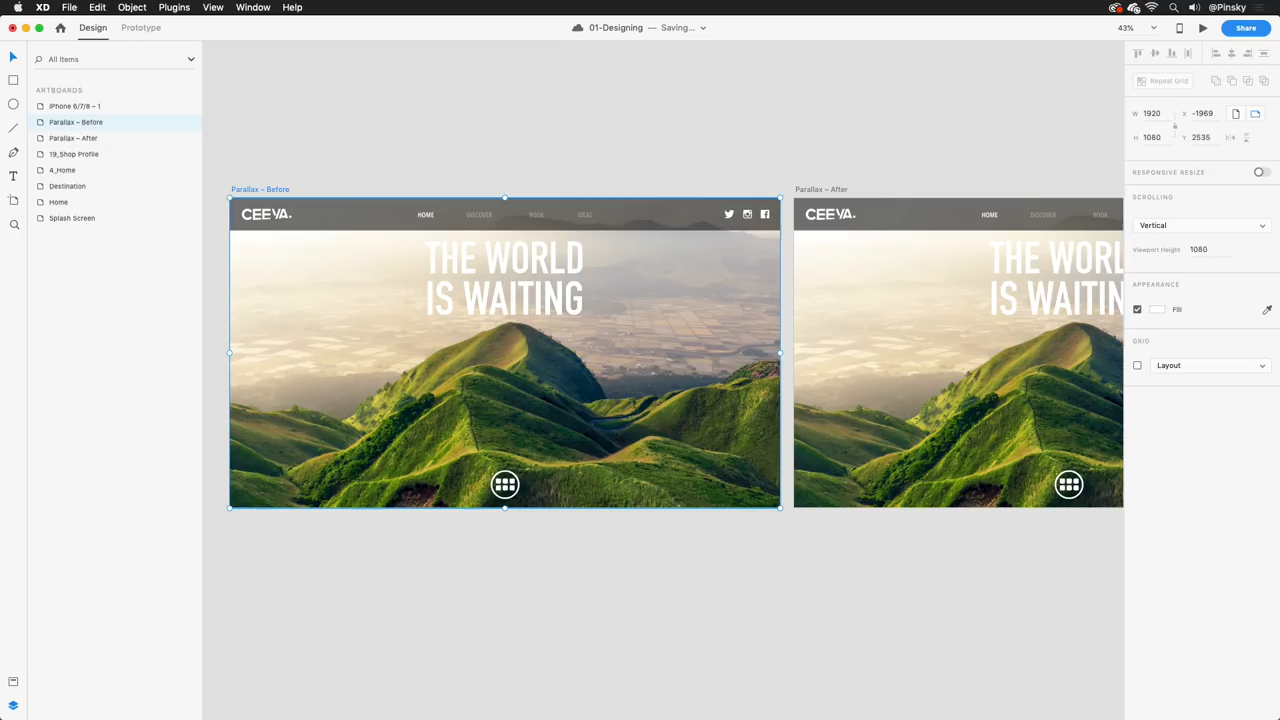 XD File Edit Object Plugins View Window Help @Pinsky
Design Prototype 01-Designing — Saving... 43% Share
All Items
ARTBOARDS
iPhone 6/7/8 – 1
Parallax – Before
Parallax – After
19_Shop Profile
4_Home
Destination
Home
Splash Screen
Parallax – Before
CEEYA. HOME DISCOVER BOOK IDEAS
THE WORLD
IS WAITING
Parallax – After
CEEYA. HOME DISCOVER BOOK
THE WORL
IS WAITIN
Repeat Grid
W 1920 X -1969
H 1080 Y 2535
RESPONSIVE RESIZE
SCROLLING
Vertical
Viewport Height 1080
APPEARANCE
Fill
GRID
Layout